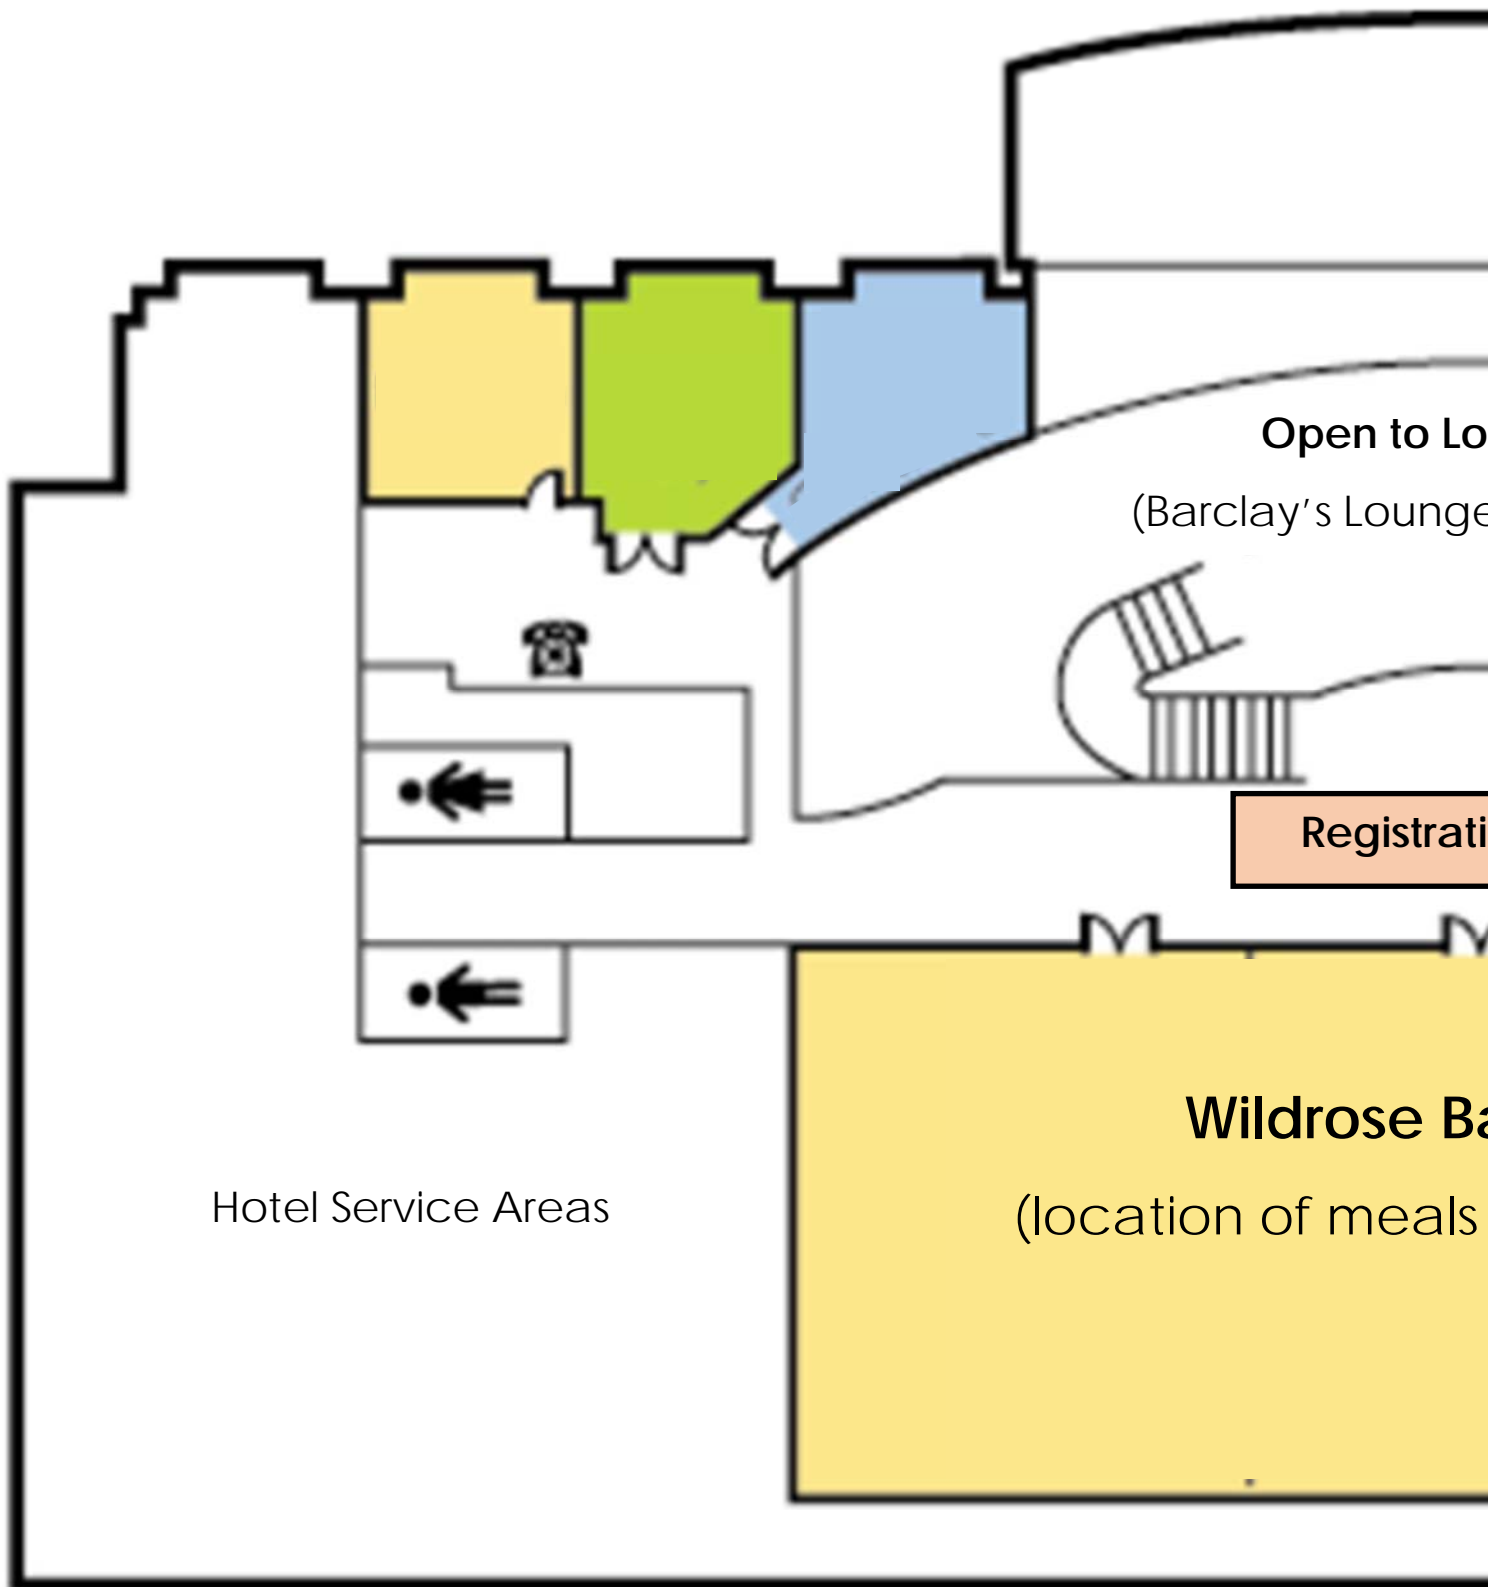 Open to Lo
(Barclay's Lounge
Registrati
Wildrose Ba
(location of meals
Hotel Service Areas